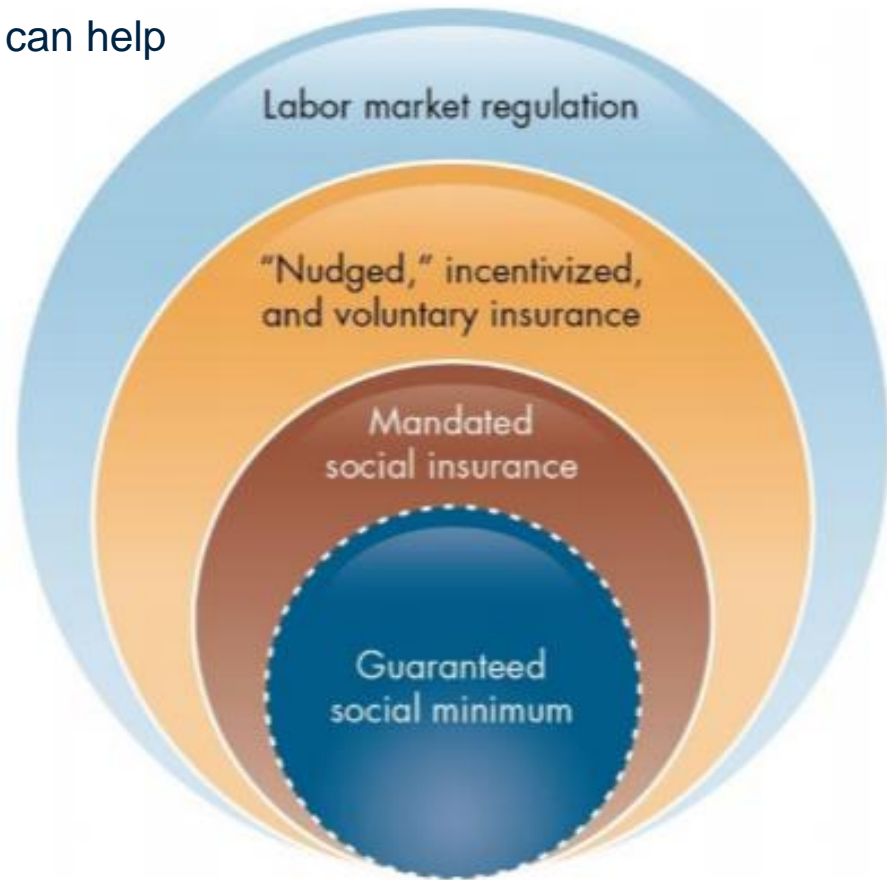 can help
Labor market regulation
“Nudged,” incentivized,
and voluntary insurance
Mandated
social insurance
Guaranteed
social minimum